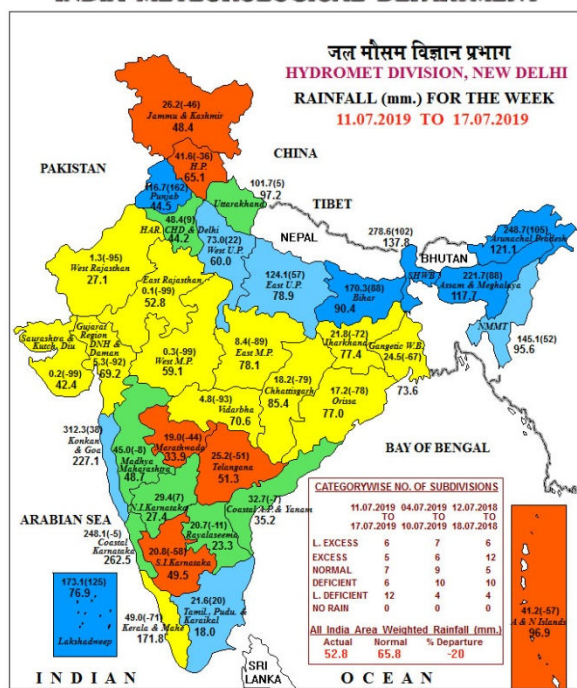 INDIA METEOROLOGICAL DEPARTMENT
जल मौसम विज्ञान प्रभाग
HYDROMET DIVISION, NEW DELHI
RAINFALL (mm.) FOR THE WEEK
11.07.2019 TO 17.07.2019
26.2(-46)
Jammu & Kashmir
48.4
PAKISTAN
CHINA
41.6(-36)
H.P.
65.1
116.7(162)
Punjab
44.5
101.7(5)
97.2
Uttarakhand
TIBET
48.4(9)
HAR. CHD & Delhi
44.2
73.0(22)
West U.P.
60.0
NEPAL
278.6(102)
137.8
BHUTAN
248.7(105)
Arunachal Pradesh
121.1
1.3(-95)
West Rajasthan
27.1
East Rajasthan
0.1(-99)
52.8
124.1(57)
East U.P.
78.9
170.3(88)
Bihar
90.4
SHWB
221.7(88)
Assam & Meghalaya
117.7
NMMT
145.1(52)
95.6
Saurashtra &
Kutch, Diu
0.2(-99)
42.4
Gujarat
Region
DNH &
Daman
5.3(-92)
69.2
0.3(-99)
West M.P.
59.1
8.4(-89)
East M.P.
78.1
21.8(-72)
Jharkhand
77.4
Gangetic W.B.
24.5(-67)
73.6
18.2(-79)
Chhattisgarh
85.4
17.2(-78)
Orissa
77.0
4.8(-93)
Vidarbha
70.6
312.3(38)
Konkan
& Goa
227.1
45.0(-8)
Madhya
Maharashtra
48.7
19.0(-44)
Marathwada
33.9
25.2(-51)
Telangana
51.3
BAY OF BENGAL
ARABIAN SEA
29.4(7)
N.I.Karnataka
27.4
32.7(-7)
Coastal A.P. & Yanam
35.2
20.7(-11)
Rayalaseema
23.3
248.1(-5)
Coastal
Karnataka
262.5
20.8(-58)
S.I.Karnataka
49.5
173.1(125)
76.9
Lakshadweep
49.0(-71)
Kerala & Mahe
171.8
21.6(20)
Tamil., Pudu. &
Karaikal
18.0
CATEGORYWISE NO. OF SUBDIVISIONS
11.07.2019 04.07.2019 12.07.2018
TO TO TO
17.07.2019 10.07.2019 18.07.2018
L. EXCESS 6 7 6
EXCESS 5 6 12
NORMAL 7 9 5
DEFICIENT 6 10 10
L. DEFICIENT 12 4 4
NO RAIN 0 0 0
All India Area Weighted Rainfall (mm.)
Actual Normal % Departure
52.8 65.8 -20
41.2(-57)
A & N Islands
96.9
SRI
LANKA
INDIAN OCEAN